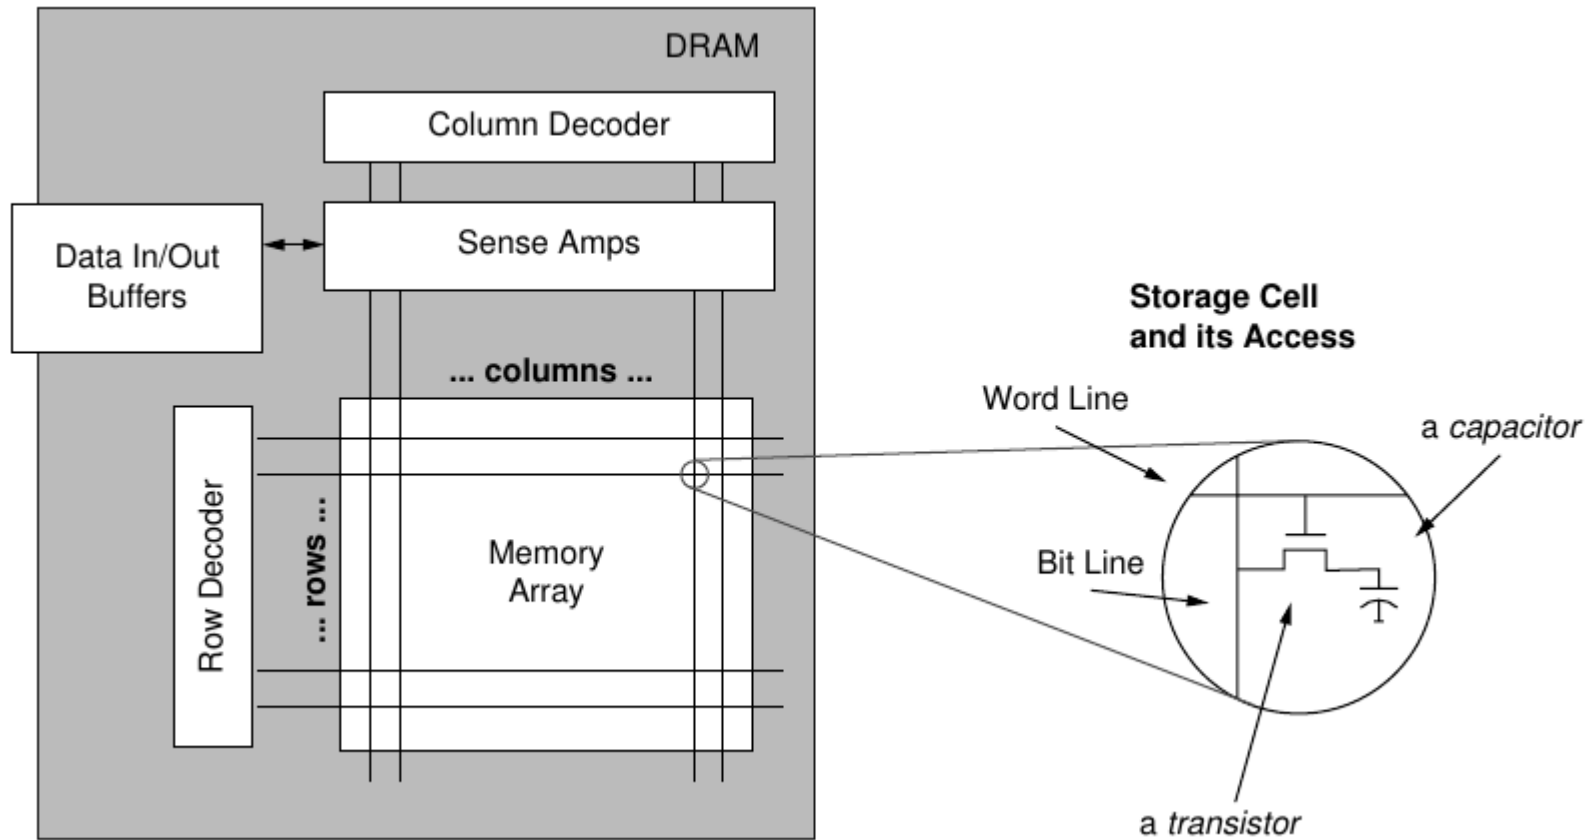 DRAM
Column Decoder
Data In/Out
Buffers
Sense Amps
... columns ...
Row Decoder
... rows ...
Memory
Array
Storage Cell
and its Access
Word Line
a capacitor
Bit Line
a transistor